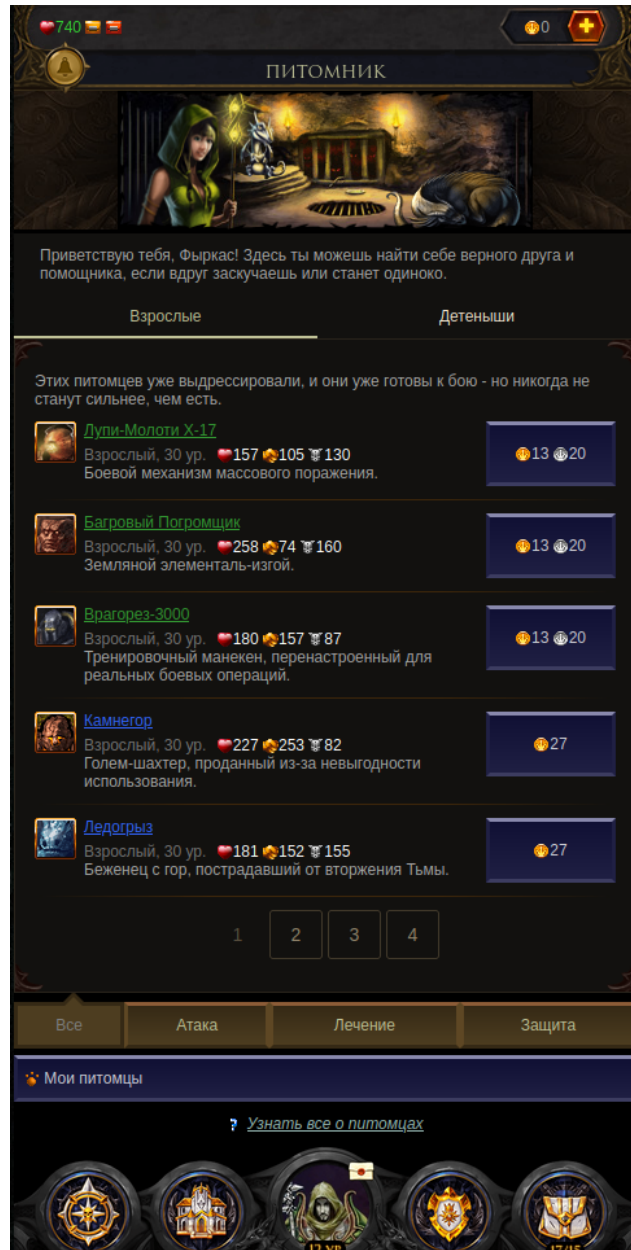 740
0
ПИТОМНИК
Приветствую тебя, Фыркас! Здесь ты можешь найти себе верного друга и
помощника, если вдруг заскучаешь или станет одиноко.
Взрослые
Детеныши
Этих питомцев уже выдрессировали, и они уже готовы к бою - но никогда не
станут сильнее, чем есть.
Лупи-Молоти Х-17
Взрослый, 30 ур. 157 105 130
Боевой механизм массового поражения.
13 20
Багровый Погромщик
Взрослый, 30 ур. 258 74 160
Земляной элементаль-изгой.
13 20
Врагорез-3000
Взрослый, 30 ур. 180 157 87
Тренировочный манекен, перенастроенный для
реальных боевых операций.
13 20
Камнегор
Взрослый, 30 ур. 227 253 82
Голем-шахтер, проданный из-за невыгодности
использования.
27
Ледогрыз
Взрослый, 30 ур. 181 152 155
Беженец с гор, пострадавший от вторжения Тьмы.
27
1 2 3 4
Все Атака Лечение Защита
Мои питомцы
? Узнать все о питомцах